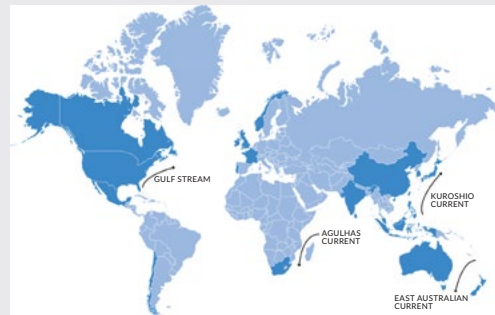 GULF STREAM
KUROSHIO
CURRENT
AGULHAS
CURRENT
EAST AUSTRALIAN
CURRENT